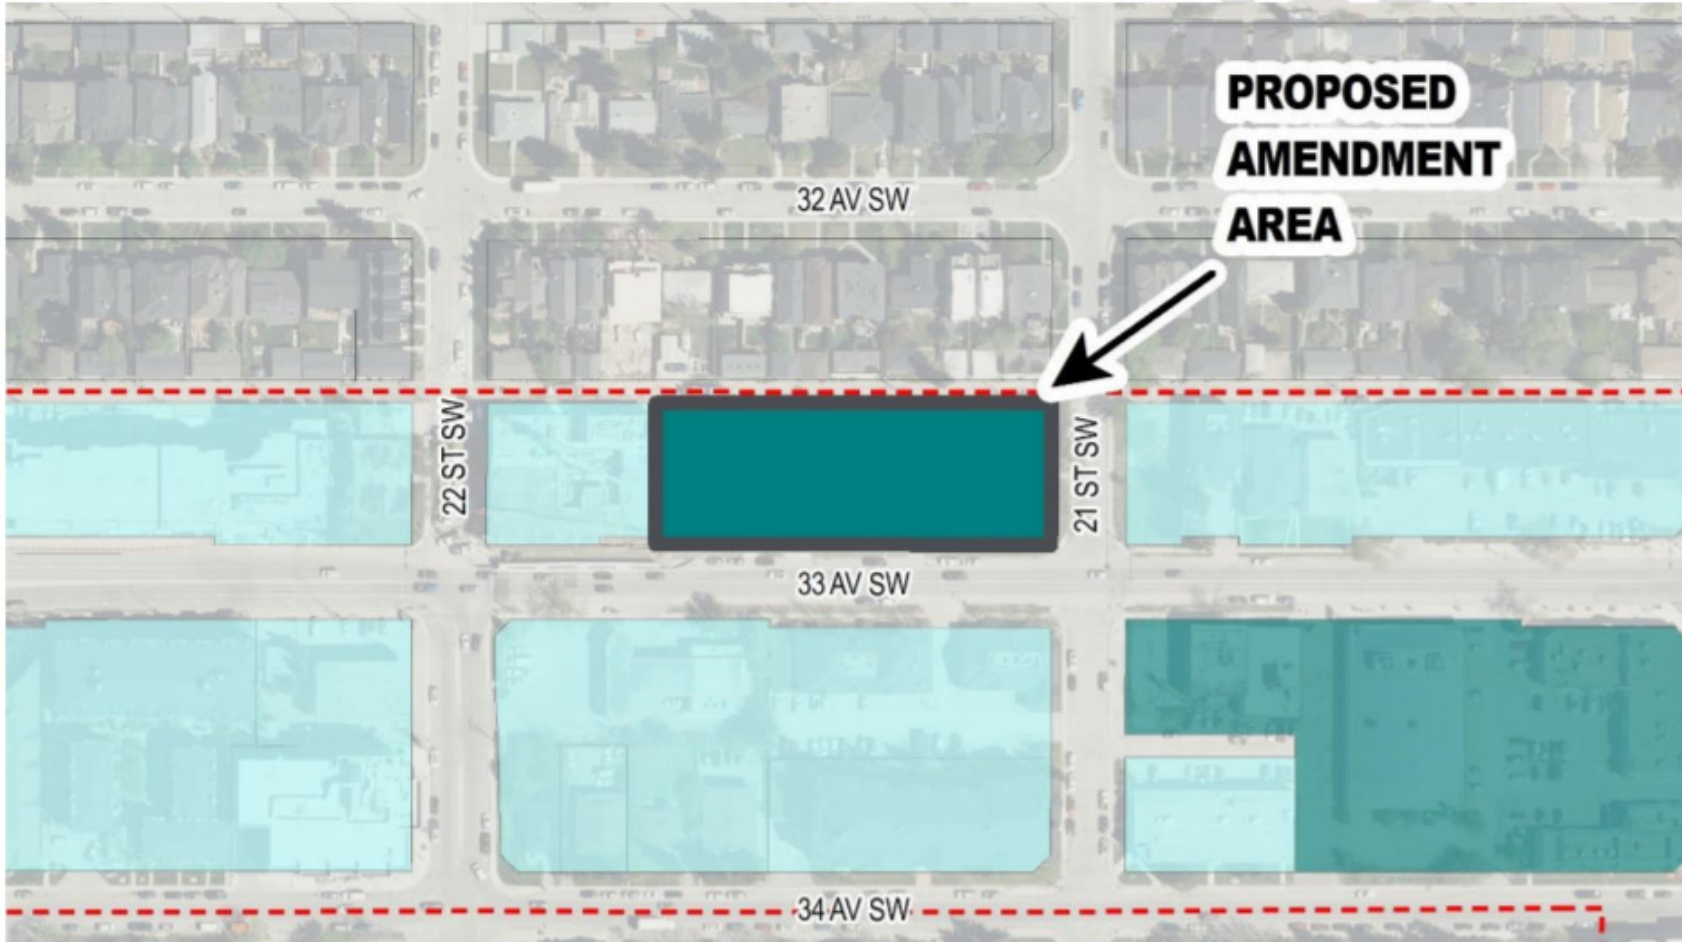 PROPOSED
AMENDMENT
AREA
32 AV SW
22 ST SW
21 ST SW
33 AV SW
34 AV SW